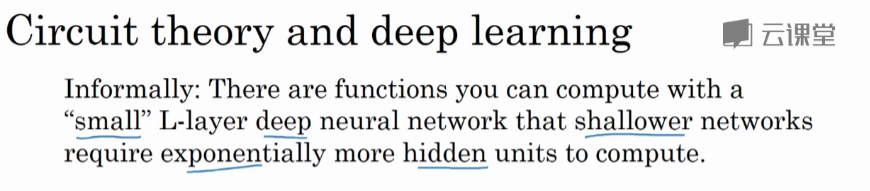 Circuit theory and deep learning
云课堂
Informally: There are functions you can compute with a
“small” L-layer deep neural network that shallower networks
require exponentially more hidden units to compute.